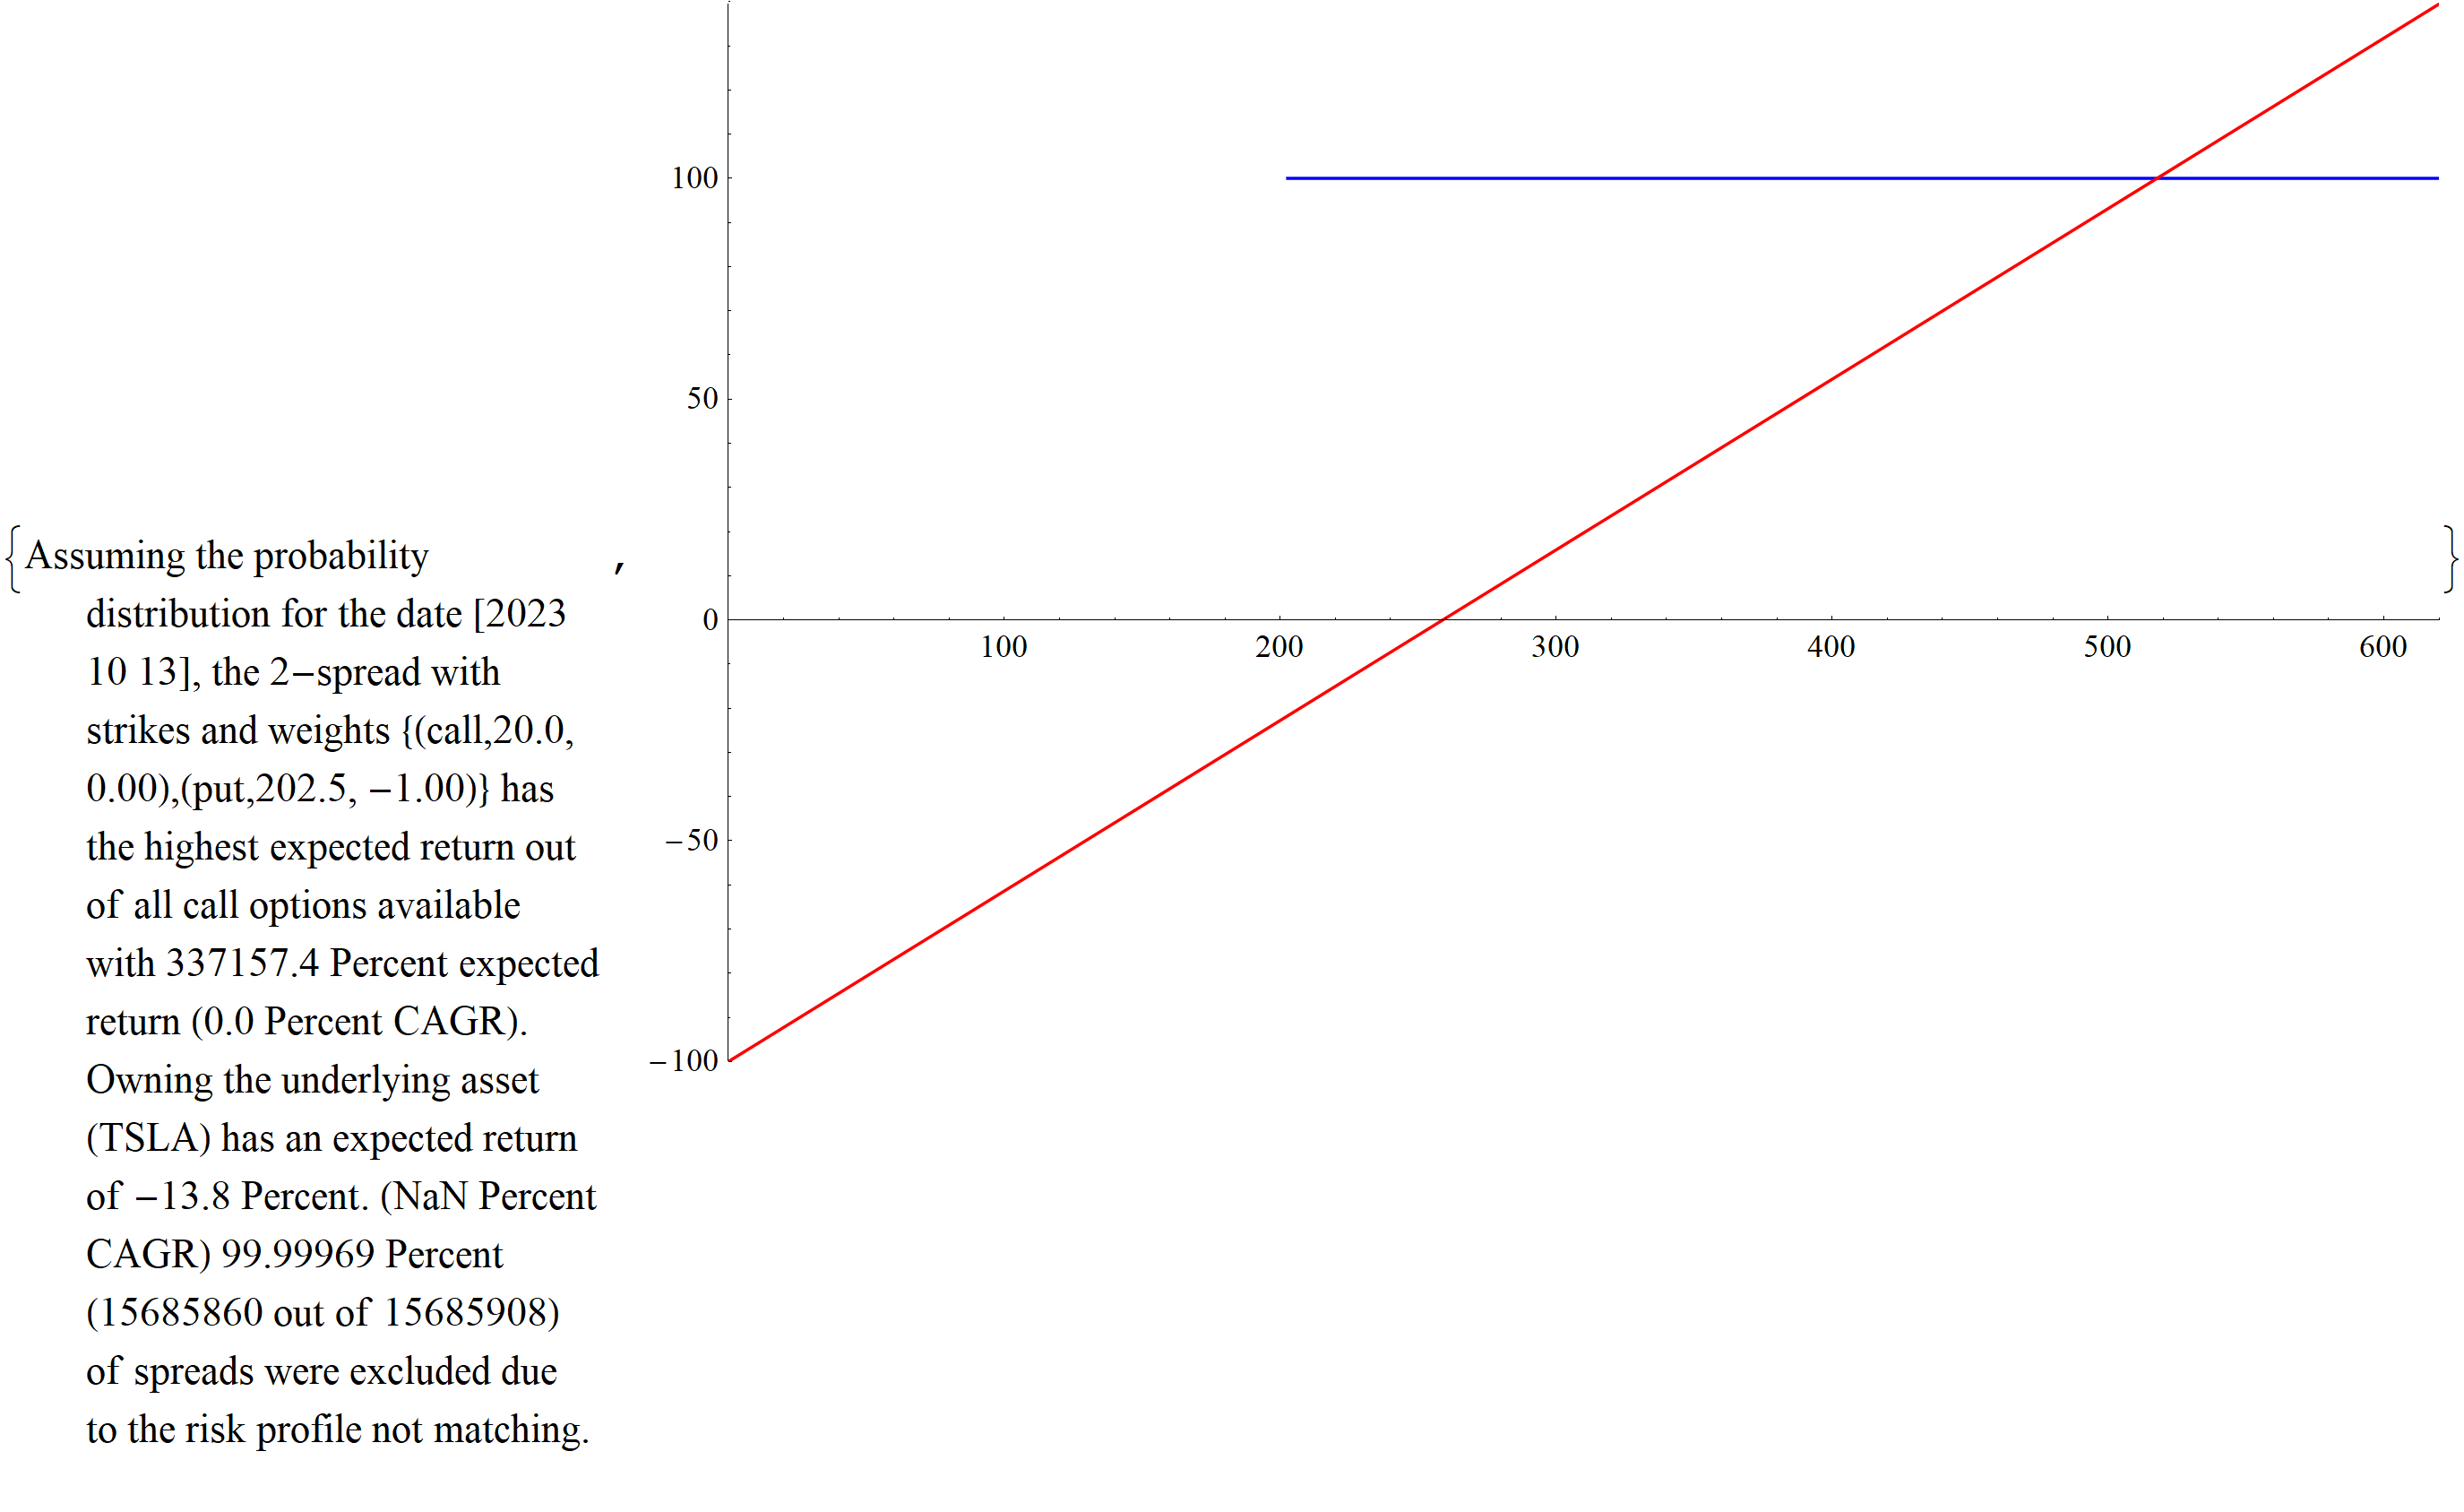 {Assuming the probability ,
distribution for the date [2023
10 13], the 2−spread with
strikes and weights {(call,20.0,
0.00),(put,202.5, −1.00)} has
the highest expected return out
of all call options available
with 337157.4 Percent expected
return (0.0 Percent CAGR).
Owning the underlying asset
(TSLA) has an expected return
of −13.8 Percent. (NaN Percent
CAGR) 99.99969 Percent
(15685860 out of 15685908)
of spreads were excluded due
to the risk profile not matching.
100
50
0
−50
−100
100 200 300 400 500 600
}